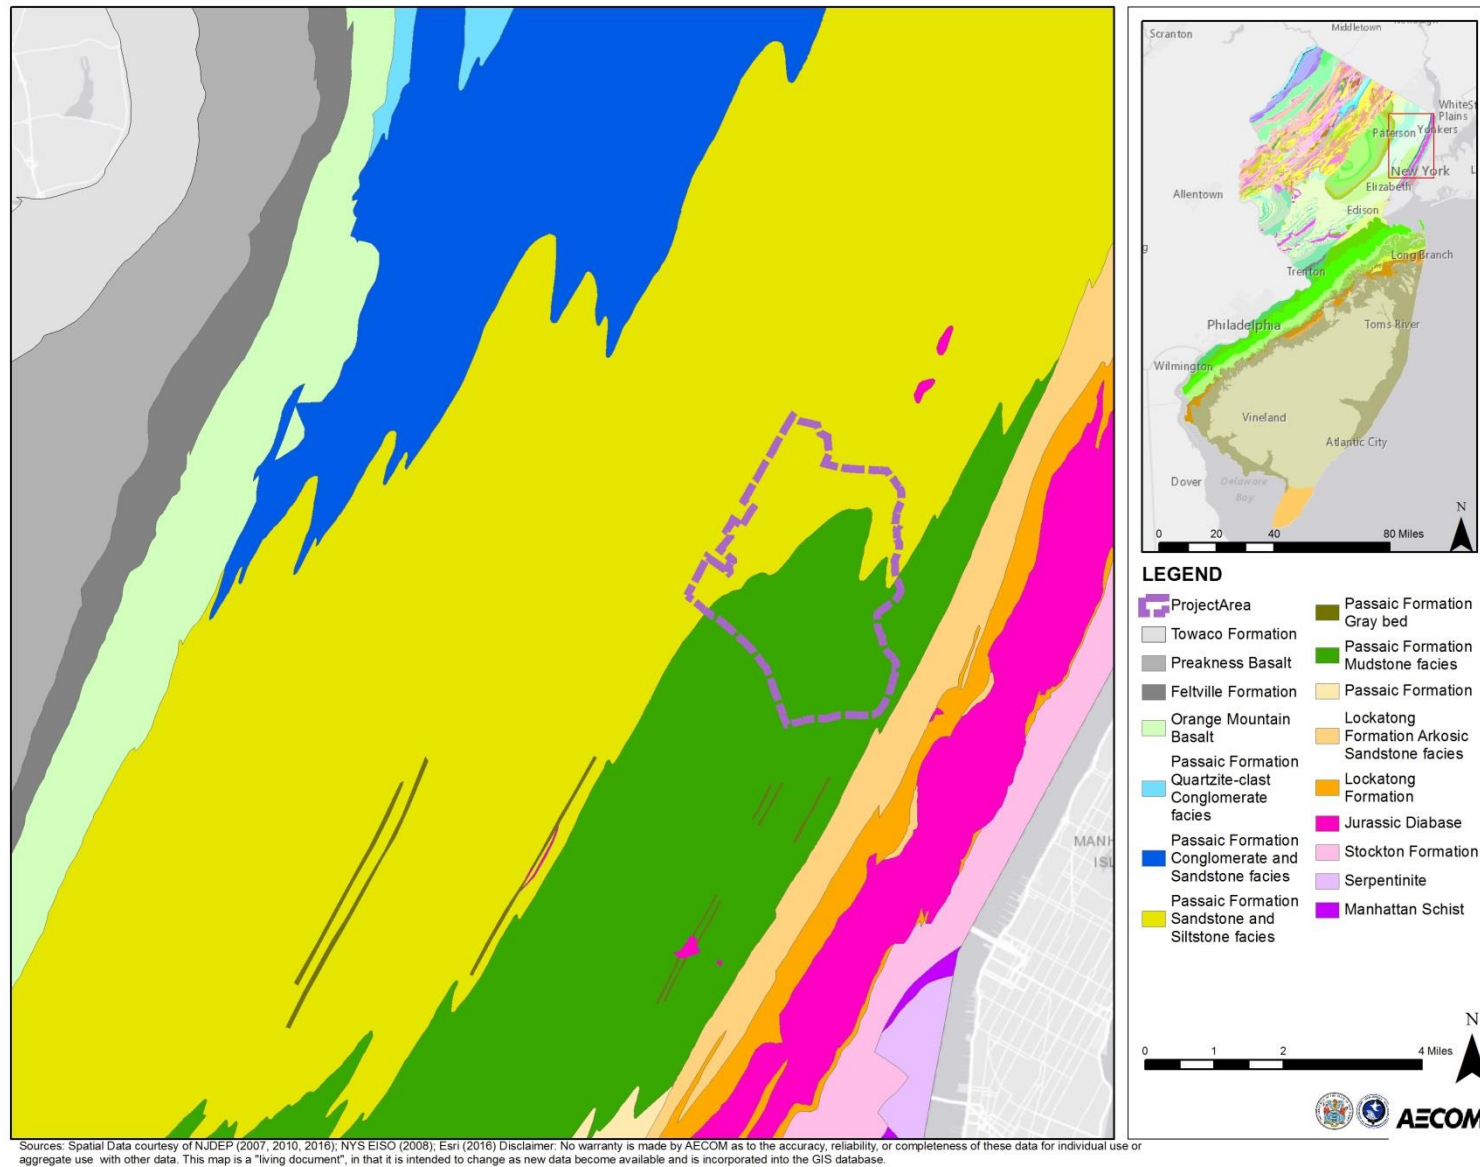 MANH
ISL
Scranton
Middletown
White
Plains
Paterson
Yonkers
New York
Elizabeth
Allentown
Edison
Trenton
Long Branch
Philadelphia
Toms River
Wilmington
Vineland
Atlantic City
Dover
Delaware
Bay
N
0 20 40 80 Miles
LEGEND
ProjectArea
Towaco Formation
Preakness Basalt
Feltville Formation
Orange Mountain
Basalt
Passaic Formation
Quartzite-clast
Conglomerate
facies
Passaic Formation
Conglomerate and
Sandstone facies
Passaic Formation
Sandstone and
Siltstone facies
Passaic Formation
Gray bed
Passaic Formation
Mudstone facies
Passaic Formation
Lockatong
Formation Arkosic
Sandstone facies
Lockatong
Formation
Jurassic Diabase
Stockton Formation
Serpentinite
Manhattan Schist
N
0 1 2 4 Miles
AECOM
Sources: Spatial Data courtesy of NJDEP (2007, 2010, 2016); NYS EISO (2008); Esri (2016) Disclaimer: No warranty is made by AECOM as to the accuracy, reliability, or completeness of these data for individual use or
aggregate use with other data. This map is a "living document", in that it is intended to change as new data become available and is incorporated into the GIS database.